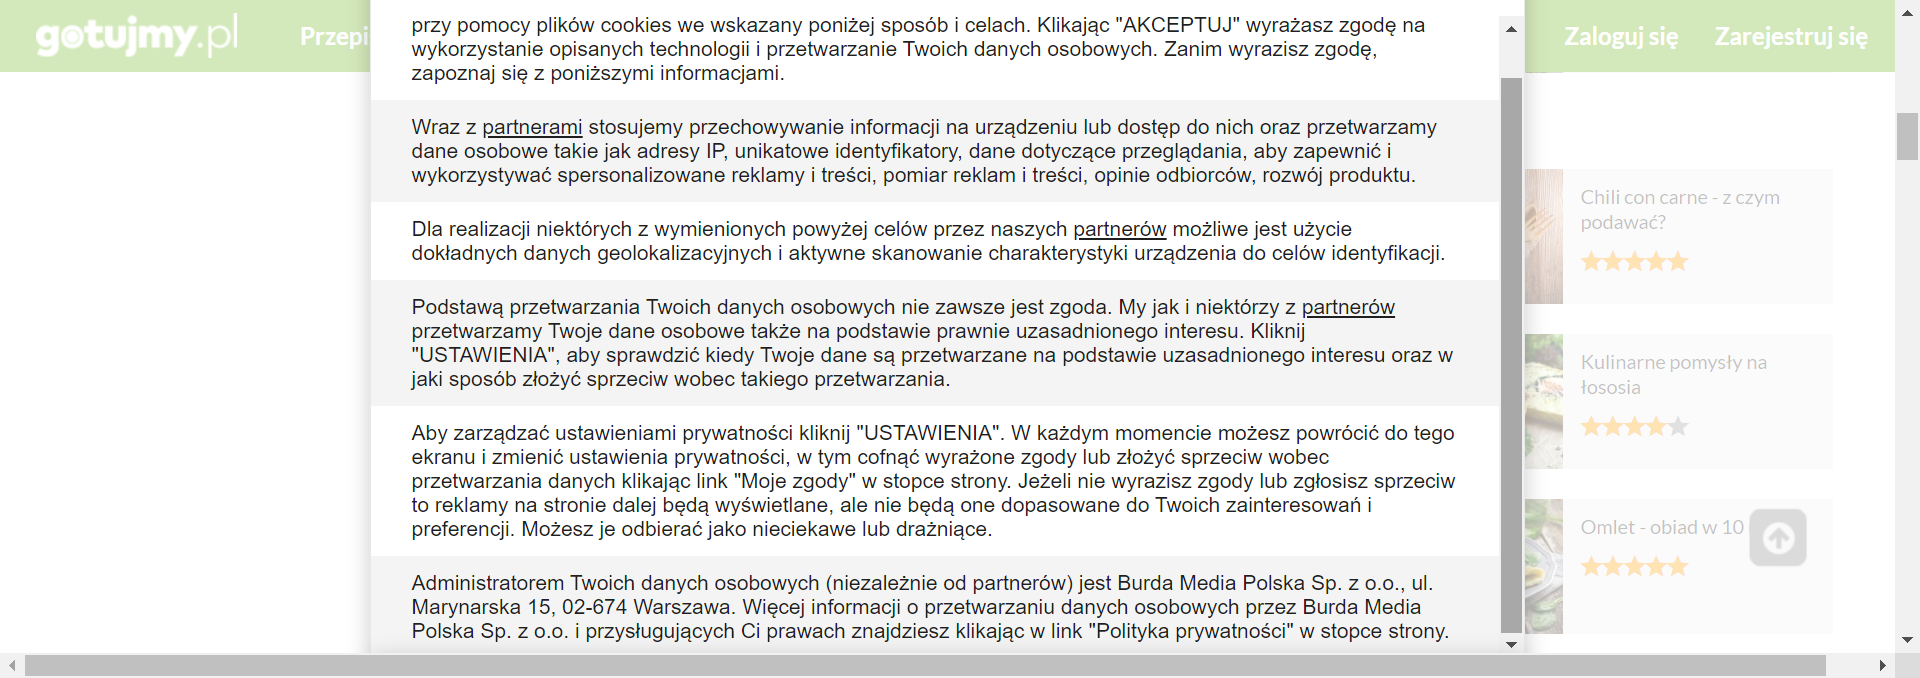 gotujmy.pl
Przepi
Zaloguj się
Zarejestruj się
przy pomocy plików cookies we wskazany poniżej sposób i celach. Klikając "AKCEPTUJ" wyrażasz zgodę na
wykorzystanie opisanych technologii i przetwarzanie Twoich danych osobowych. Zanim wyrazisz zgodę,
zapoznaj się z poniższymi informacjami.
Wraz z partnerami stosujemy przechowywanie informacji na urządzeniu lub dostęp do nich oraz przetwarzamy
dane osobowe takie jak adresy IP, unikatowe identyfikatory, dane dotyczące przeglądania, aby zapewnić i
wykorzystywać spersonalizowane reklamy i treści, pomiar reklam i treści, opinie odbiorców, rozwój produktu.
Dla realizacji niektórych z wymienionych powyżej celów przez naszych partnerów możliwe jest użycie
dokładnych danych geolokalizacyjnych i aktywne skanowanie charakterystyki urządzenia do celów identyfikacji.
Podstawą przetwarzania Twoich danych osobowych nie zawsze jest zgoda. My jak i niektórzy z partnerów
przetwarzamy Twoje dane osobowe także na podstawie prawnie uzasadnionego interesu. Kliknij
"USTAWIENIA", aby sprawdzić kiedy Twoje dane są przetwarzane na podstawie uzasadnionego interesu oraz w
jaki sposób złożyć sprzeciw wobec takiego przetwarzania.
Aby zarządzać ustawieniami prywatności kliknij "USTAWIENIA". W każdym momencie możesz powrócić do tego
ekranu i zmienić ustawienia prywatności, w tym cofnąć wyrażone zgody lub złożyć sprzeciw wobec
przetwarzania danych klikając link "Moje zgody" w stopce strony. Jeżeli nie wyrazisz zgody lub zgłosisz sprzeciw
to reklamy na stronie dalej będą wyświetlane, ale nie będą one dopasowane do Twoich zainteresowań i
preferencji. Możesz je odbierać jako nieciekawe lub drażniące.
Administratorem Twoich danych osobowych (niezależnie od partnerów) jest Burda Media Polska Sp. z o.o., ul.
Marynarska 15, 02-674 Warszawa. Więcej informacji o przetwarzaniu danych osobowych przez Burda Media
Polska Sp. z o.o. i przysługujących Ci prawach znajdziesz klikając w link "Polityka prywatności" w stopce strony.
Chili con carne - z czym
podawać?
Kulinarne pomysły na
łososia
Omlet - obiad w 10